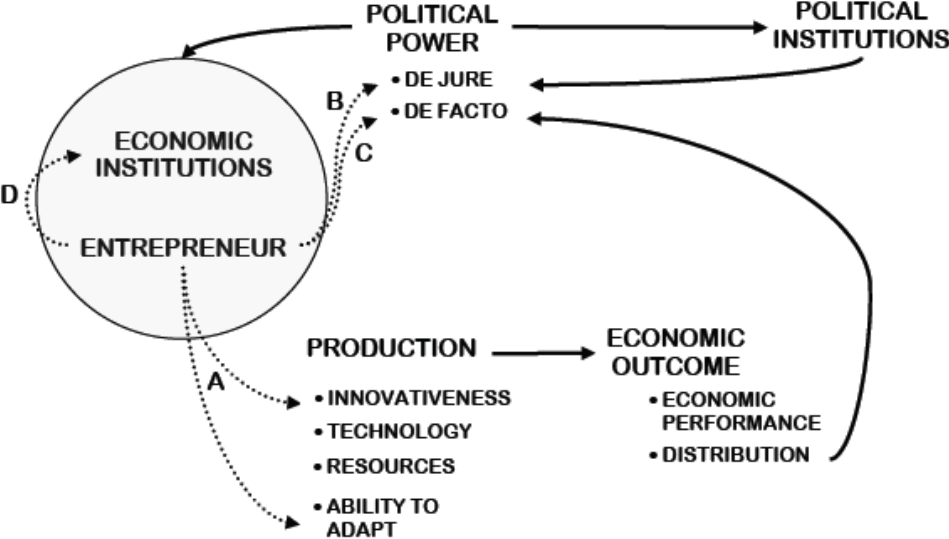 POLITICAL
POWER
• DE JURE
• DE FACTO
POLITICAL
INSTITUTIONS
B
C
ECONOMIC
INSTITUTIONS
D
ENTREPRENEUR
A
PRODUCTION
• INNOVATIVENESS
• TECHNOLOGY
• RESOURCES
• ABILITY TO
ADAPT
ECONOMIC
OUTCOME
• ECONOMIC
PERFORMANCE
• DISTRIBUTION